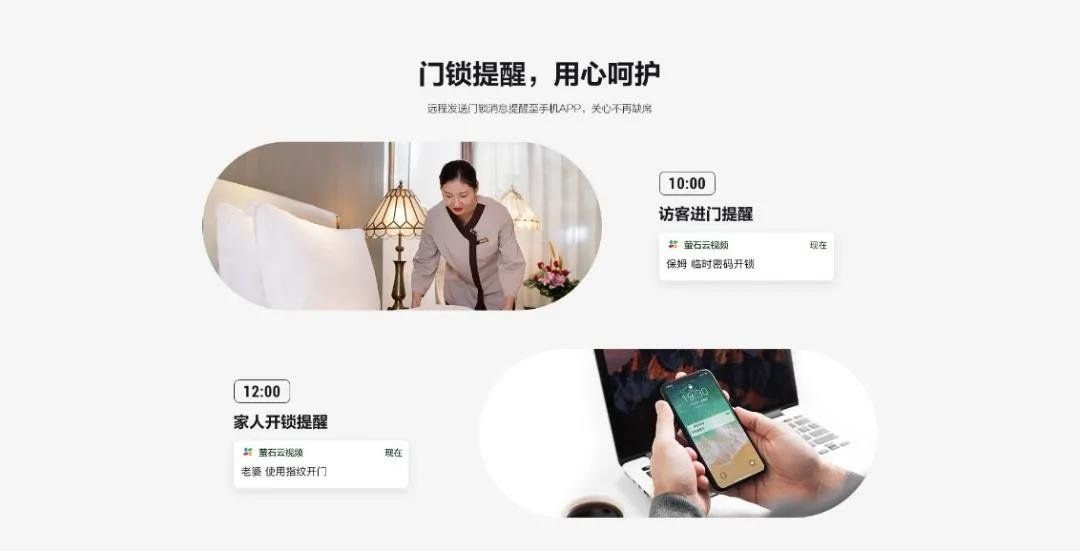 门锁提醒，用心呵护
远程发送门锁消息提醒至手机APP，关心不再缺席
10:00
访客进门提醒
萤石云视频 现在
保姆 临时密码开锁
12:00
家人开锁提醒
萤石云视频 现在
老婆 使用指纹开门
19:30